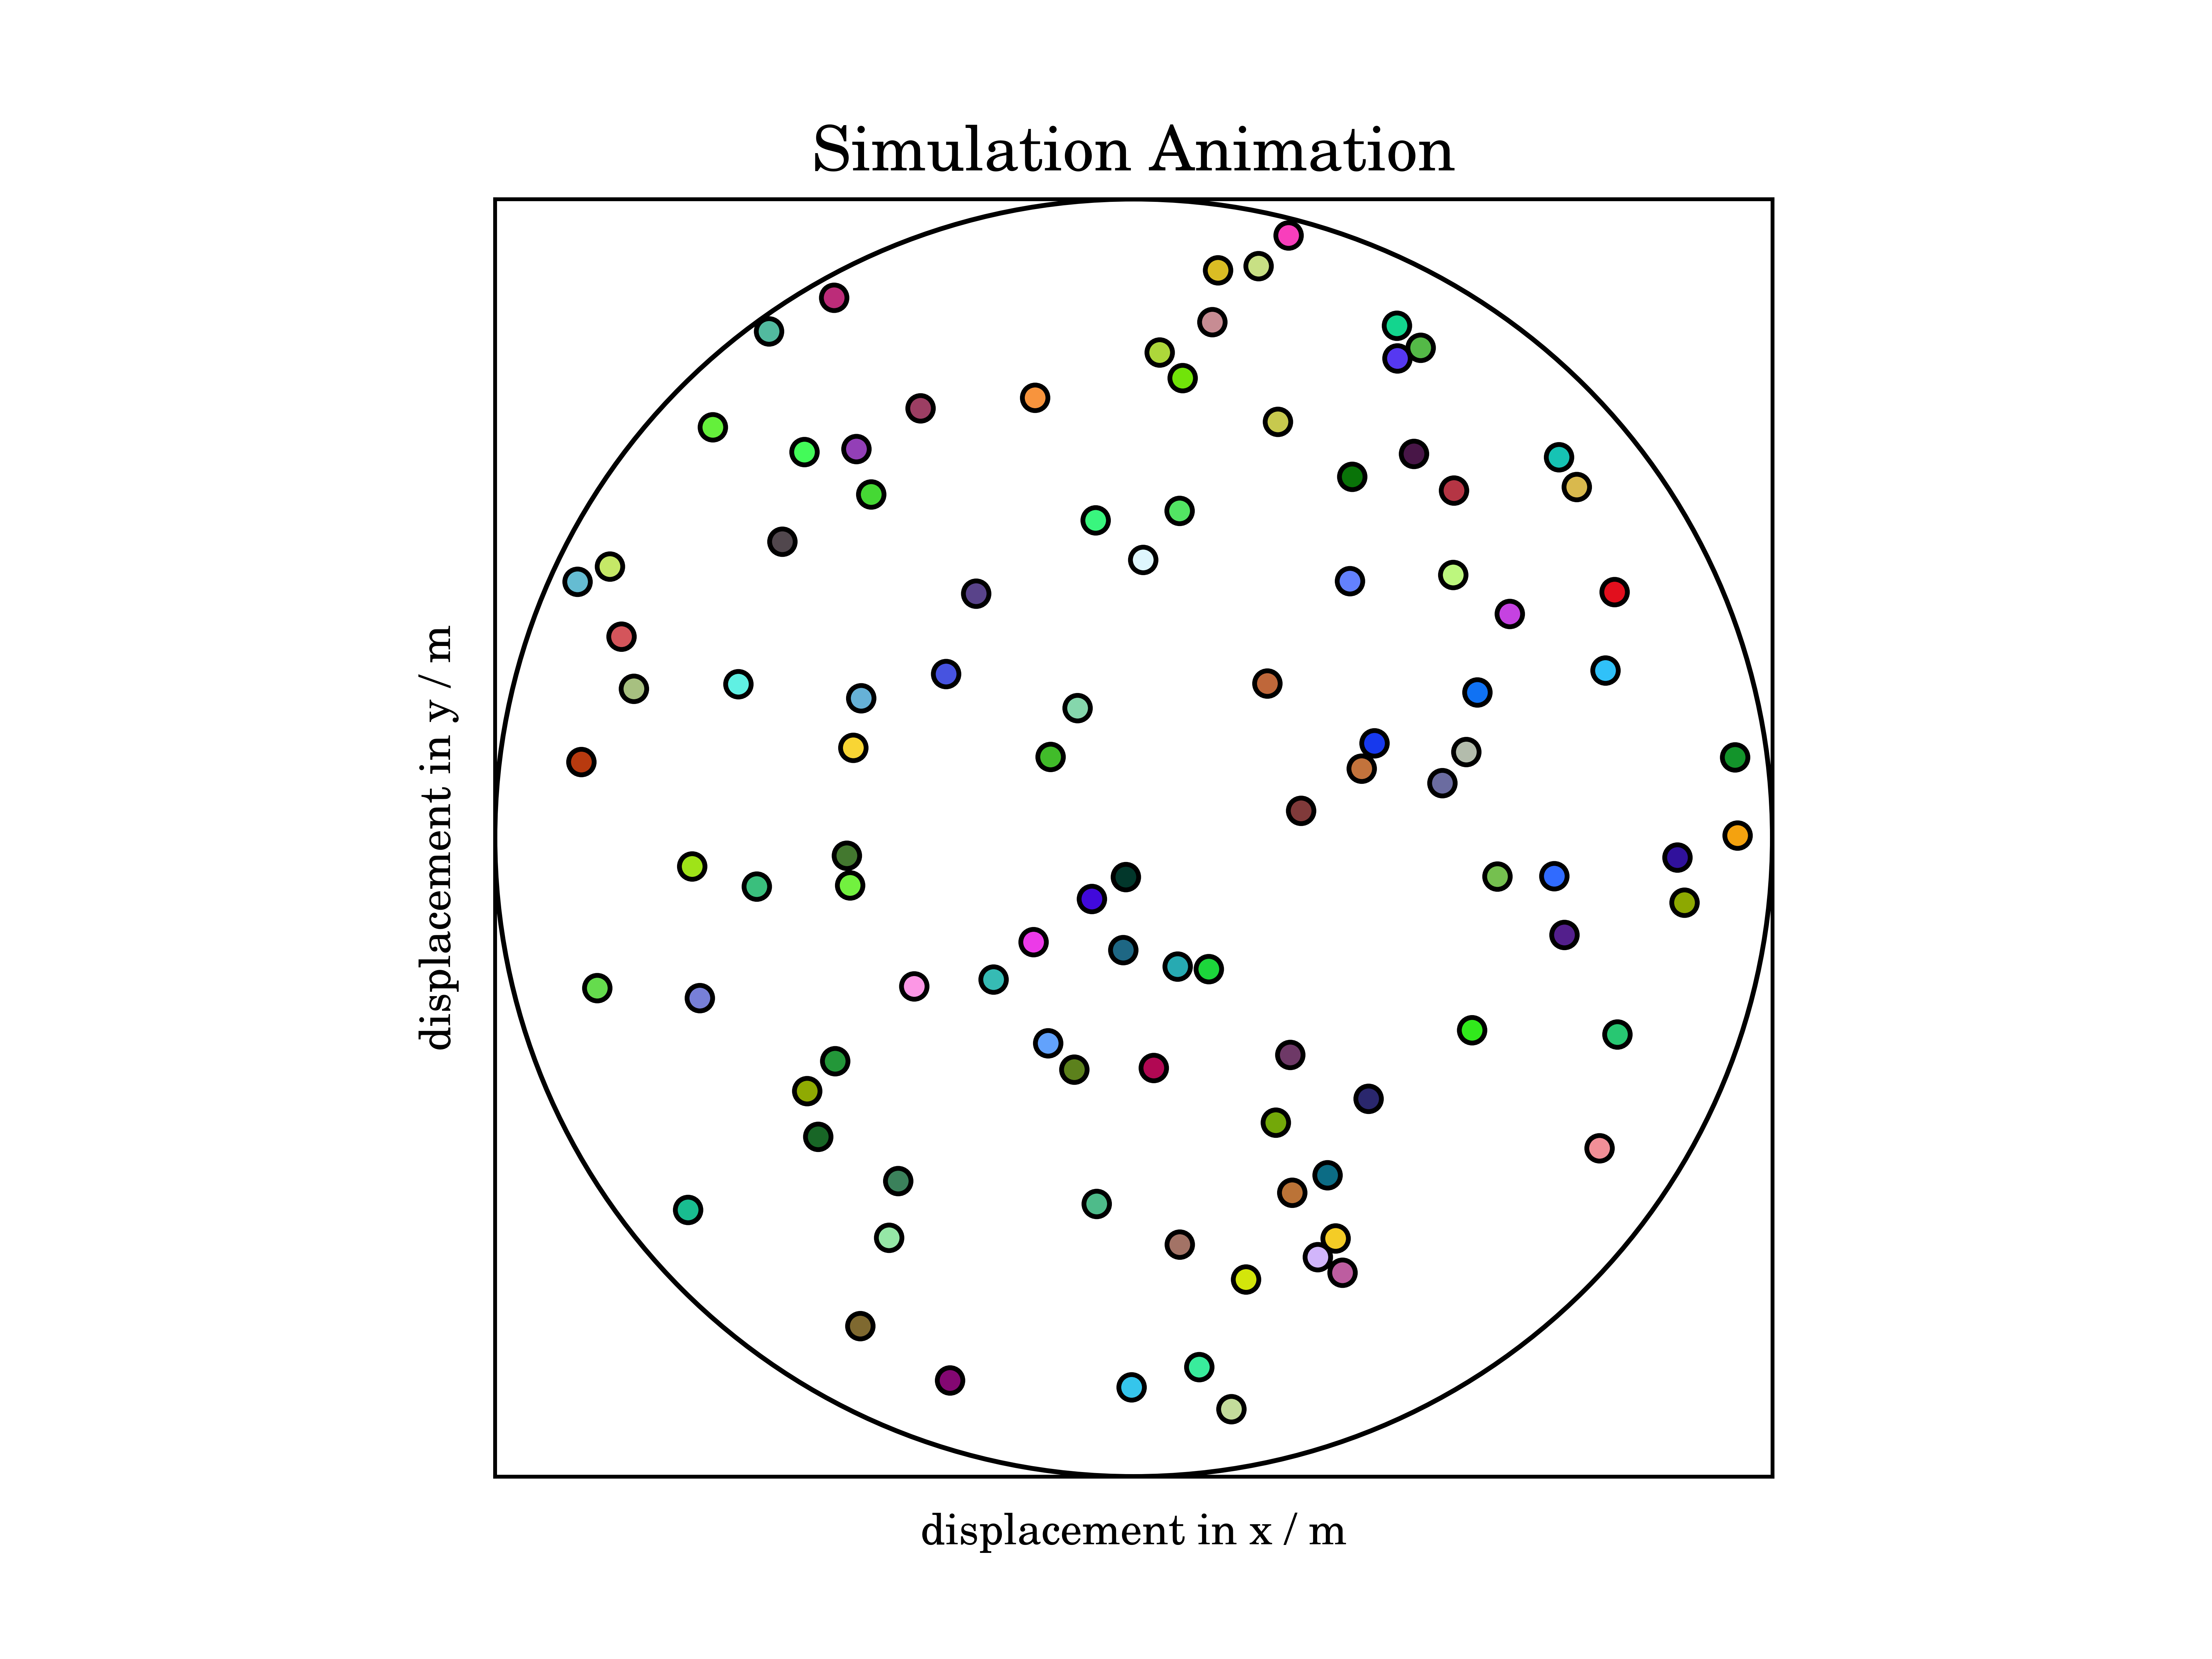 Simulation Animation
displacement in y / m
displacement in x / m